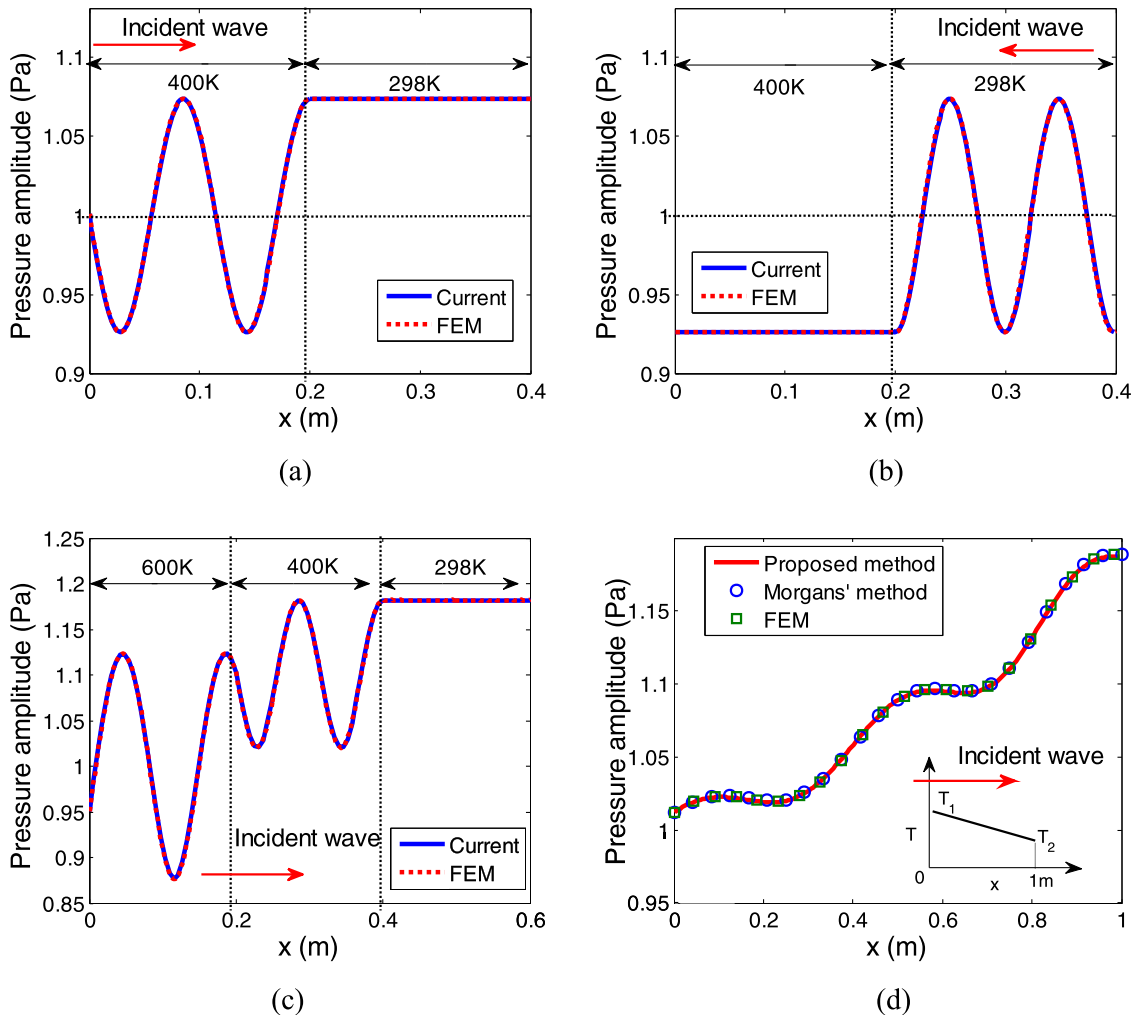 Incident wave
400K
298K
Pressure amplitude (Pa)
1.1
1.05
1
0.95
0.9
Current
FEM
0
0.1
0.2
0.3
0.4
x (m)
(a)
Incident wave
400K
298K
Pressure amplitude (Pa)
1.1
1.05
1
0.95
0.9
Current
FEM
0
0.1
0.2
0.3
0.4
x (m)
(b)
600K
400K
298K
Pressure amplitude (Pa)
1.25
1.2
1.15
1.1
1.05
1
0.95
0.9
0.85
Incident wave
Current
FEM
0
0.2
0.4
0.6
x (m)
(c)
Proposed method
Morgans' method
FEM
Pressure amplitude (Pa)
1.15
1.1
1.05
1
0.95
Incident wave
T1
T
T2
0
x
1m
0
0.2
0.4
0.6
0.8
1
x (m)
(d)